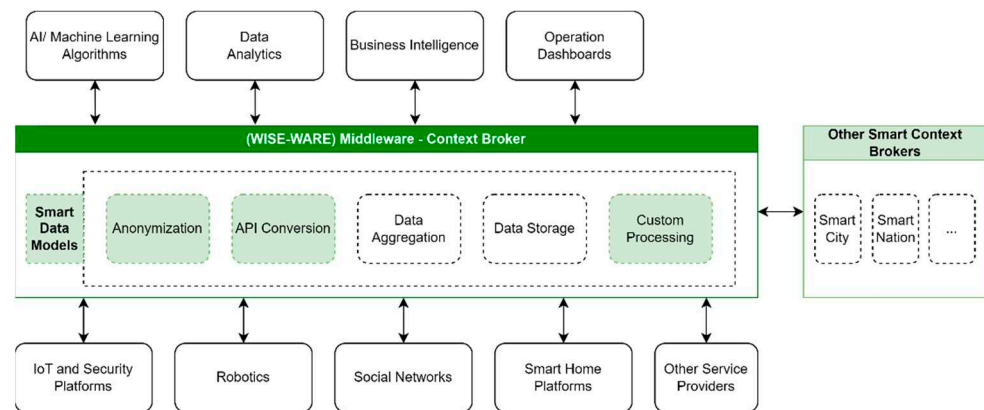 AI/ Machine Learning
Algorithms
Data
Analytics
Business Intelligence
Operation
Dashboards
(WISE-WARE) Middleware - Context Broker
Other Smart Context
Brokers
Smart
Data
Models
Anonymization
API Conversion
Data
Aggregation
Data Storage
Custom
Processing
Smart
City
Smart
Nation
...
IoT and Security
Platforms
Robotics
Social Networks
Smart Home
Platforms
Other Service
Providers